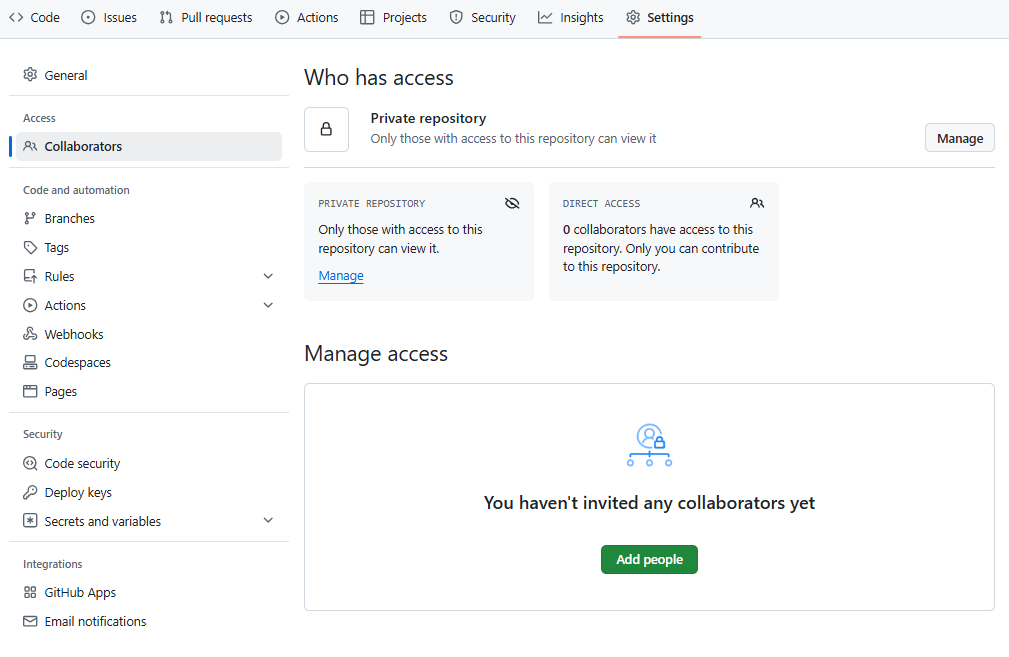 Code Issues Pull requests Actions Projects Security Insights Settings
General
Access
Collaborators
Code and automation
Branches
Tags
Rules
Actions
Webhooks
Codespaces
Pages
Security
Code security
Deploy keys
Secrets and variables
Integrations
GitHub Apps
Email notifications
Who has access
Private repository
Only those with access to this repository can view it
Manage
PRIVATE REPOSITORY
Only those with access to this
repository can view it.
Manage
DIRECT ACCESS
0 collaborators have access to this
repository. Only you can contribute
to this repository.
Manage access
You haven't invited any collaborators yet
Add people